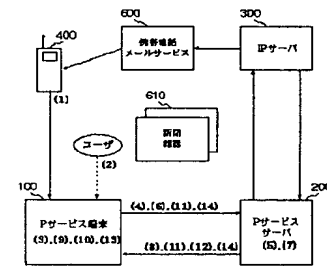 600
300
400
携帯電話
メールサービス
IPサーバ
(1)
610
ユーザ
(2)
新聞
100
200
(4),(6),(11),(14)
Pサービス端末
(3),(9),(10),(13)
Pサービス
サーバ
(5),(7)
(8),(11),(12),(14)